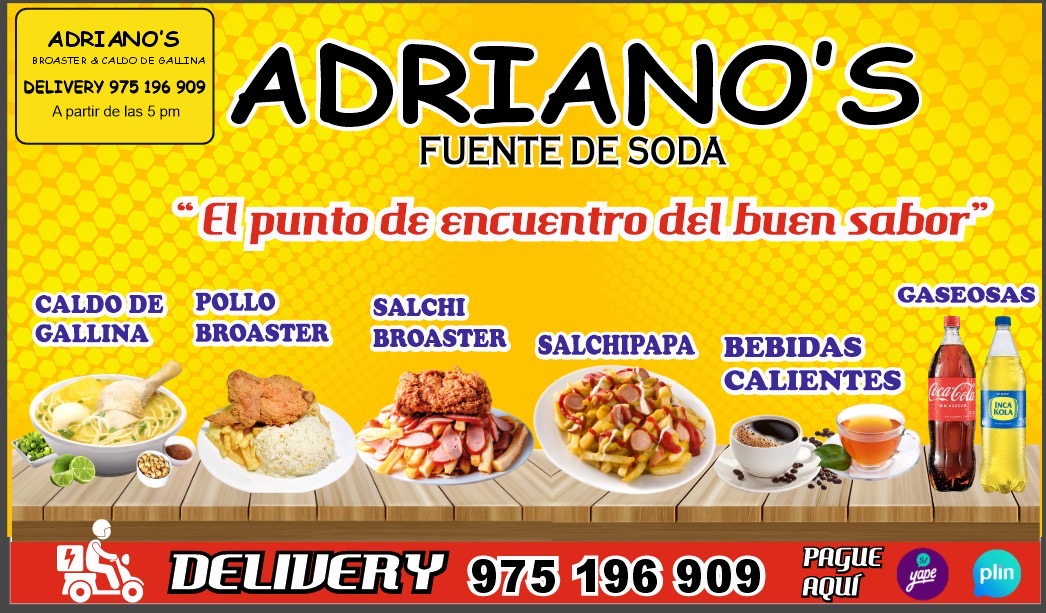 ADRIANO'S
BROASTER & CALDO DE GALLINA
DELIVERY 975 196 909
A partir de las 5 pm
ADRIANO'S
FUENTE DE SODA
“El punto de encuentro del buen sabor”
CALDO DE
GALLINA
POLLO
BROASTER
SALCHI
BROASTER
SALCHIPAPA
BEBIDAS
CALIENTES
GASEOSAS
Coca-Cola
SIN AZÚCAR
INCA
KOLA
DELIVERY 975 196 909
PAGUE
AQUÍ
S/
yape
plin